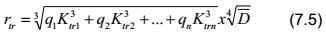 r_{tr} = \sqrt[3]{q_1 K_{tr1}^3 + q_2 K_{tr2}^3 + ... + q_n K_{trn}^3} x \sqrt[4]{\overline{D}} (7.5)